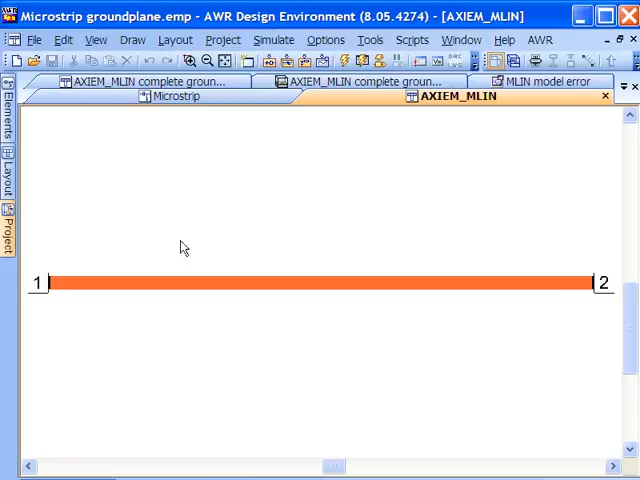 Microstrip groundplane.emp - AWR Design Environment (8.05.4274) - [AXIEM_MLIN]
File Edit View Draw Layout Project Simulate Options Tools Scripts Window Help AWR
AXIEM_MLIN complete groun... AXIEM_MLIN complete groun... MLIN model error
Microstrip AXIEM_MLIN
Elements
Layout
Project
1 2